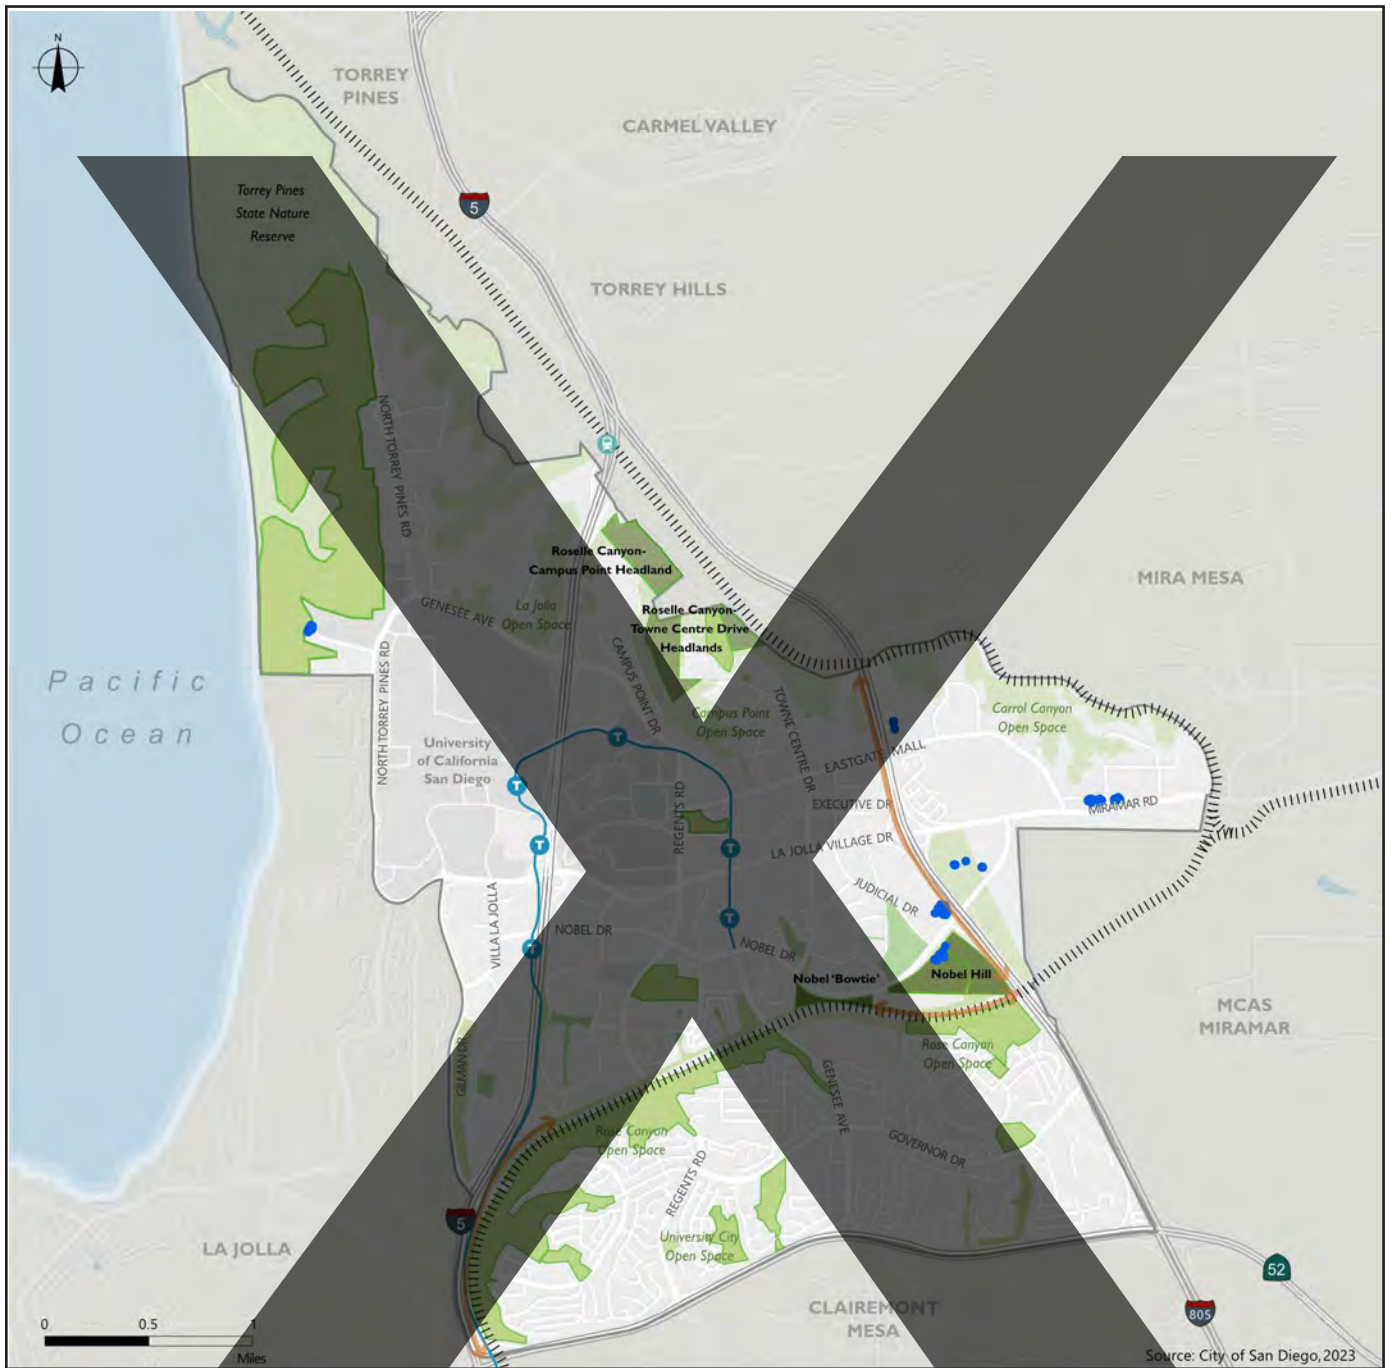 N
TORREY
PINES
CARMEL VALLEY
Torrey Pines
State Nature
Reserve
5
TORREY HILLS
NORTH TORREY PINES RD
Roselle Canyon-
Campus Point Headland
MIRA MESA
GENESEE AVE
La Jolla
Open Space
Roselle Canyon-
Towne Centre Drive
Headlands
CAMPUS POINT DR
NORTH TORREY PINES RD
Pacific
Ocean
Campus Point
Open Space
TOWNE CENTRE DR
Carrol Canyon
Open Space
University
of California
San Diego
T
EASTGATE MALL
T
REGENTS RD
EXECUTIVE DR
MIRAMAR RD
T
T
LA JOLLA VILLAGE DR
JUDICIAL DR
VILLA LA JOLLA
T
NOBEL DR
T
NOBEL DR
Nobel 'Bowtie'
Nobel Hill
MCAS
MIRAMAR
GILMAN DR
Rose Canyon
Open Space
GENESEE AVE
Rose Canyon
Open Space
GOVERNOR DR
REGENTS RD
5
LA JOLLA
University City
Open Space
52
CLAIREMONT
MESA
805
0 0.5 1
Miles
Source: City of San Diego, 2023